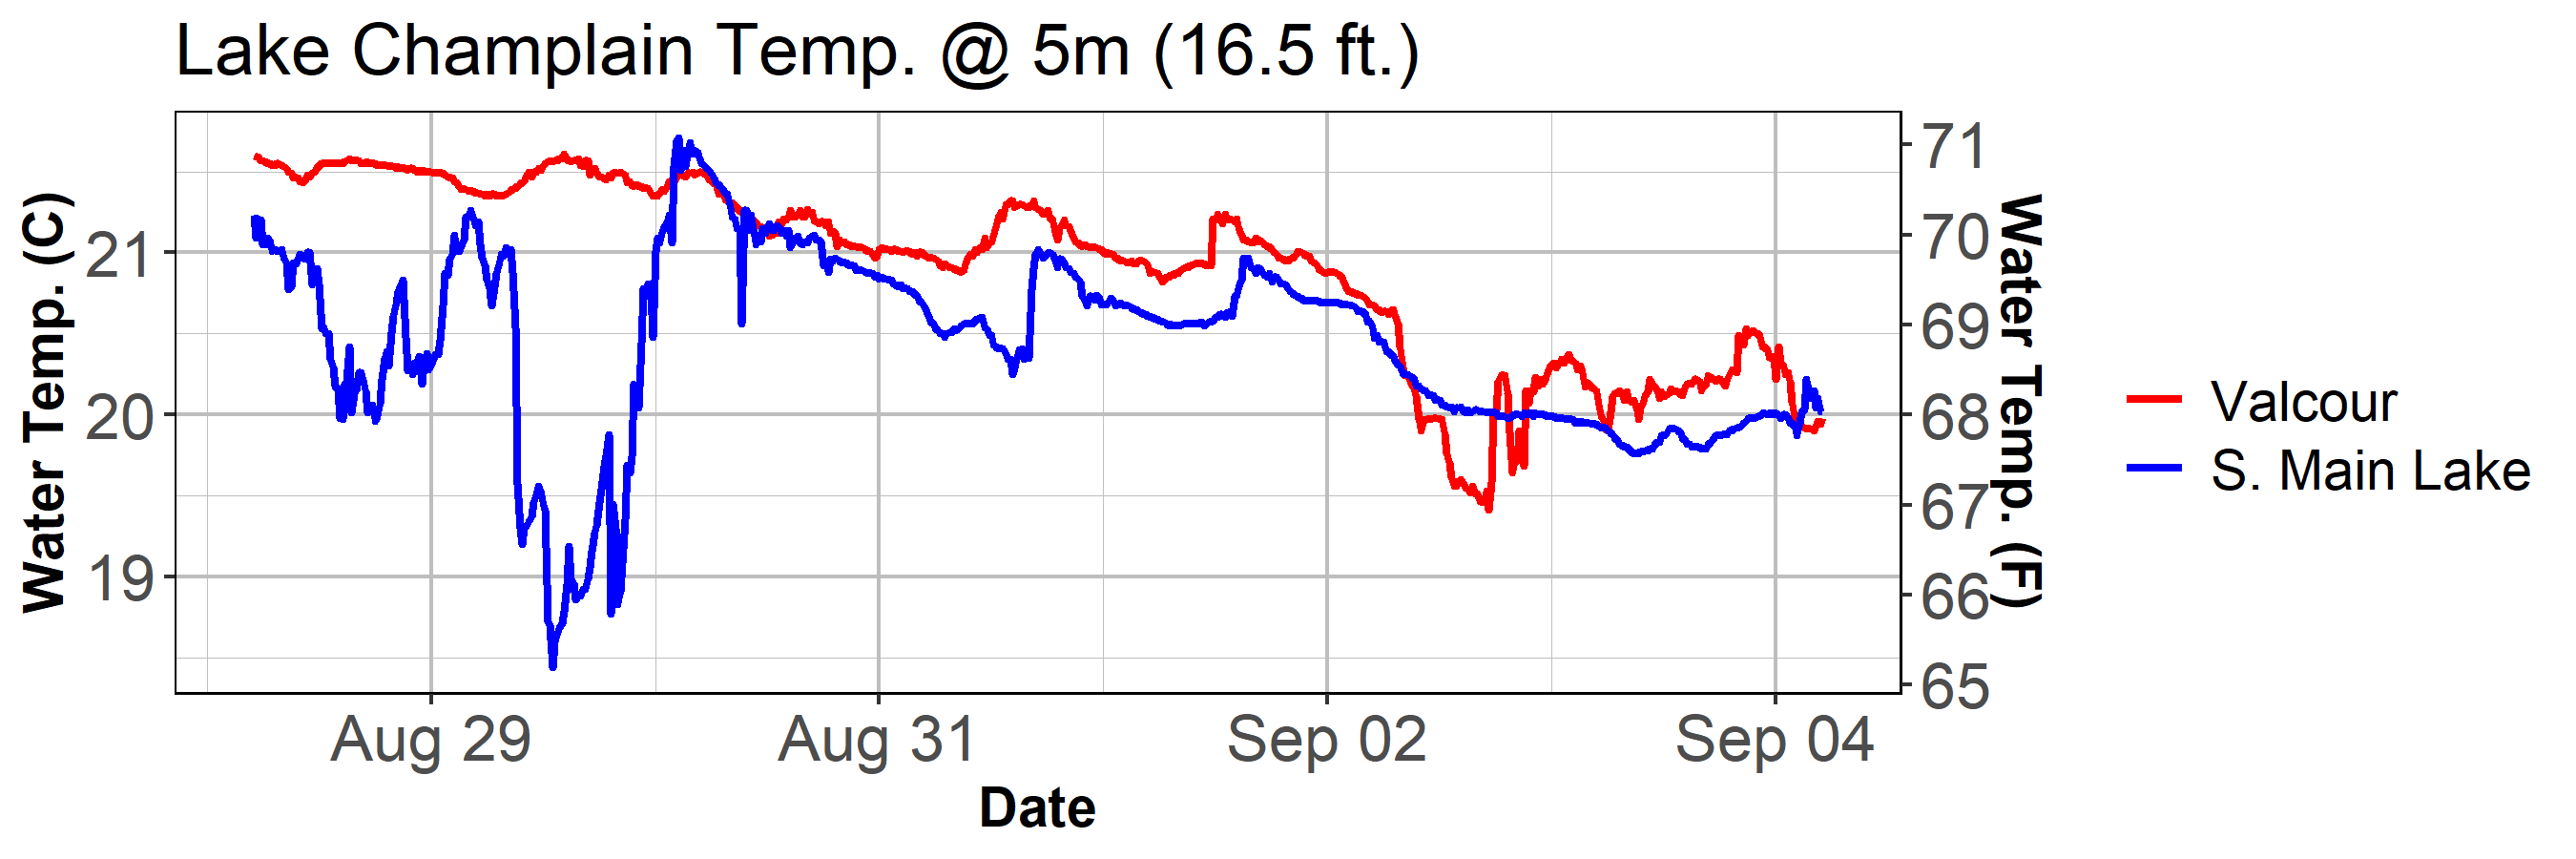 Lake Champlain Temp. @ 5m (16.5 ft.)
Water Temp. (C)
21
20
19
71
70
69
68
67
66
65
Water Temp. (F)
Aug 29
Aug 31
Sep 02
Sep 04
Date
Valcour
S. Main Lake